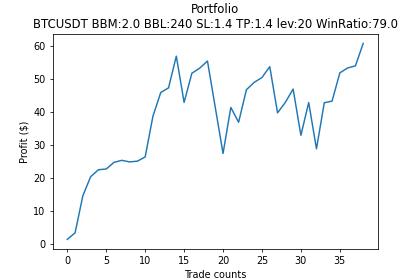 Portfolio
BTCUSDT BBM:2.0 BBL:240 SL:1.4 TP:1.4 lev:20 WinRatio:79.0
Profit ($)
60
50
40
30
20
10
0
0 5 10 15 20 25 30 35
Trade counts